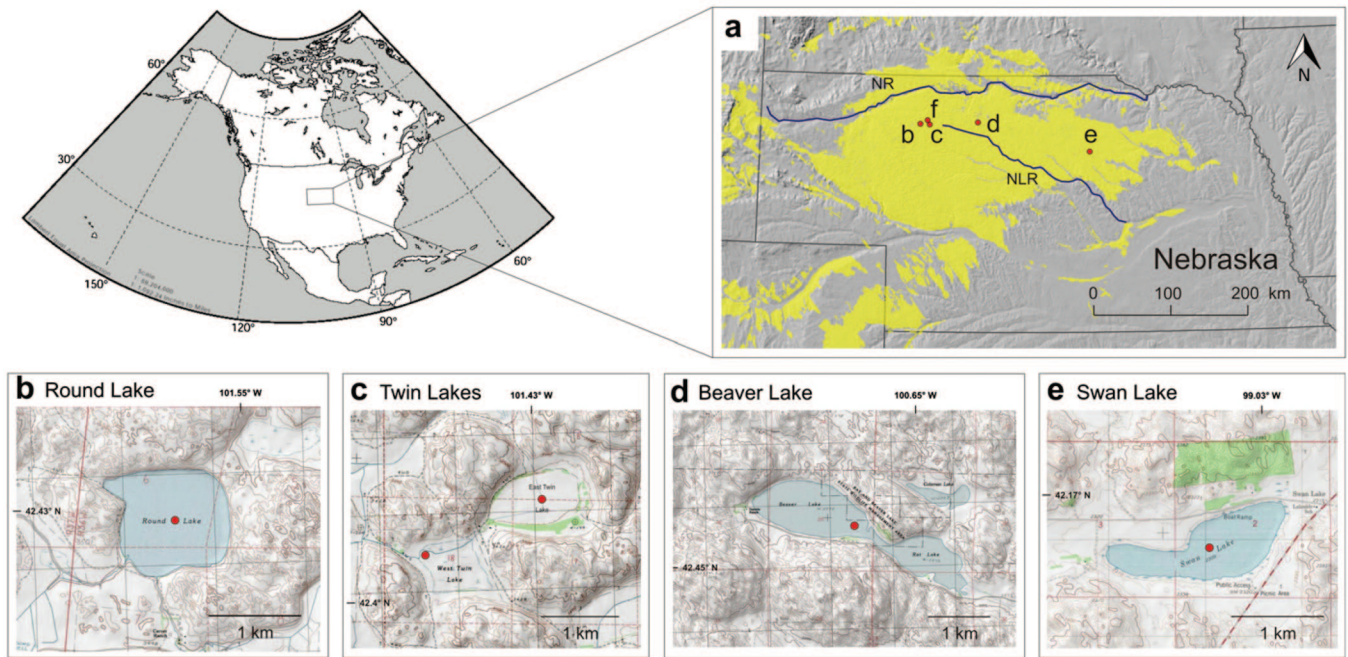 60°
30°
150°
120°
90°
60°
a
N
NR
f
b
c
d
e
NLR
Nebraska
0 100 200 km
b Round Lake
101.55° W
42.43° N
Round Lake
1 km
c Twin Lakes
101.43° W
East Twin
Lake
West Twin
Lake
42.4° N
1 km
d Beaver Lake
100.65° W
Beaver Lake
42.45° N
1 km
e Swan Lake
99.03° W
42.17° N
Swan Lake
2
Swan Lake
Public Access
1 km